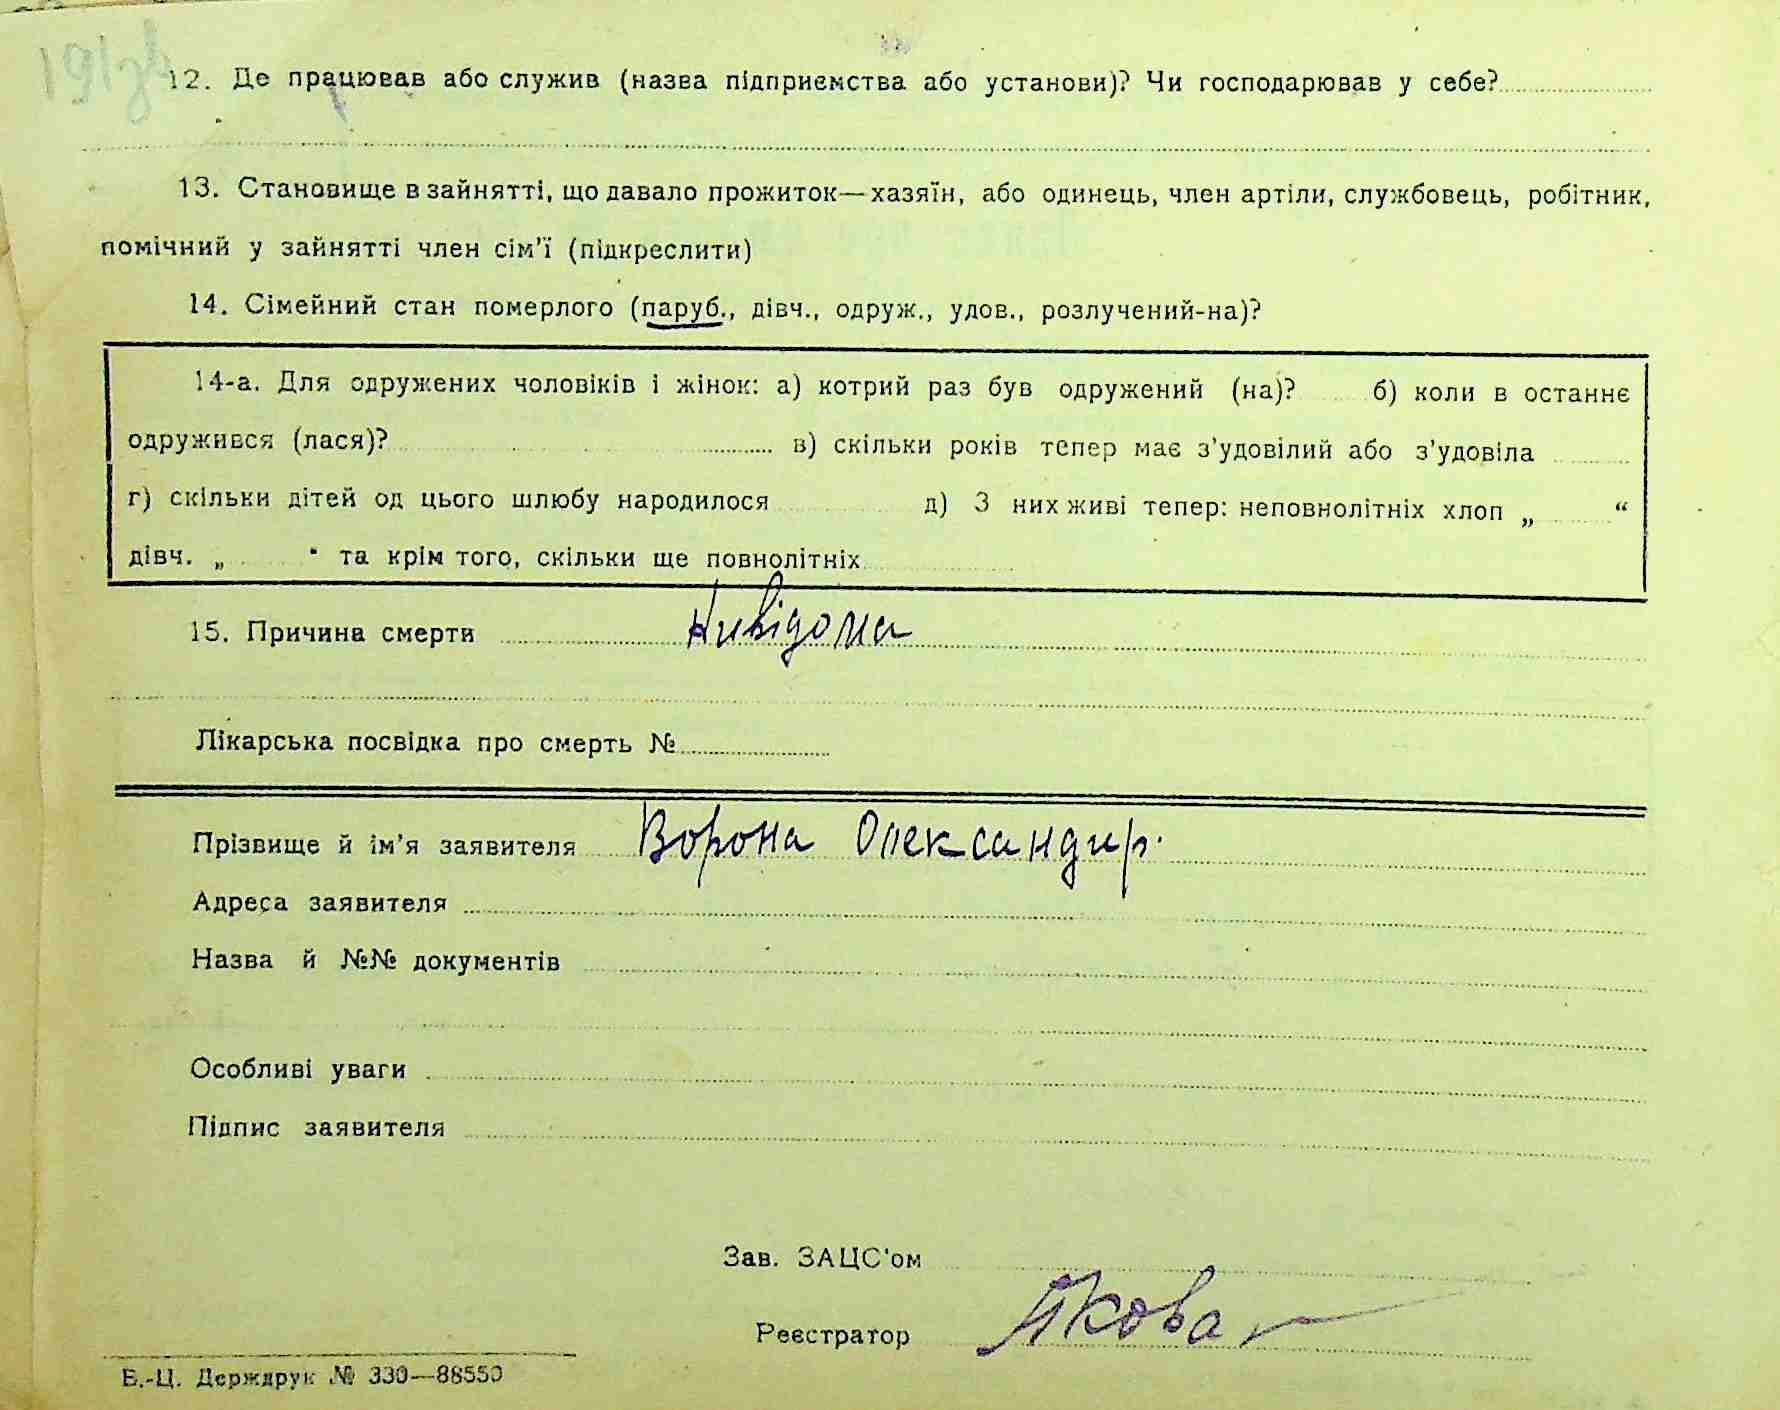 12. Де працював або служив (назва підприємства або установи)? Чи господарював у себе?
13. Становище в зайнятті, що давало прожиток—хазяїн, або одинець, член артіли, службовець, робітник,
помічний у зайнятті член сім'ї (підкреслити)
14. Сімейний стан померлого (паруб., дівч., одруж., удов., розлучений-на)?
14-а. Для одружених чоловіків і жінок: а) котрий раз був одружений (на)? б) коли в останнє
одружився (лася)? в) скільки років тепер має з'удовілий або з'удовіла
г) скільки дітей од цього шлюбу народилося д) З них живі тепер: неповнолітніх хлоп „ “
дівч. „ “ та крім того, скільки ще повнолітніх
15. Причина смерти Нивідома
Лікарська посвідка про смерть №
Прізвище й ім'я заявителя Ворона Олександир.
Адреса заявителя
Назва й №№ документів
Особливі уваги
Підпис заявителя
Зав. ЗАЦС'ом
Реєстратор
Б.-Ц. Держдрук № 330—88550